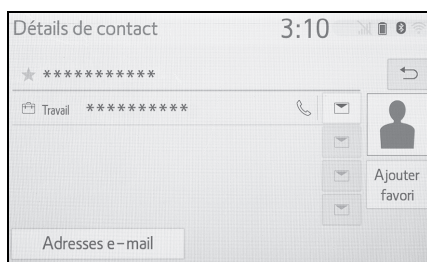 Détails de contact 3:10
***********
Travail **********
Ajouter
favori
Adresses e-mail